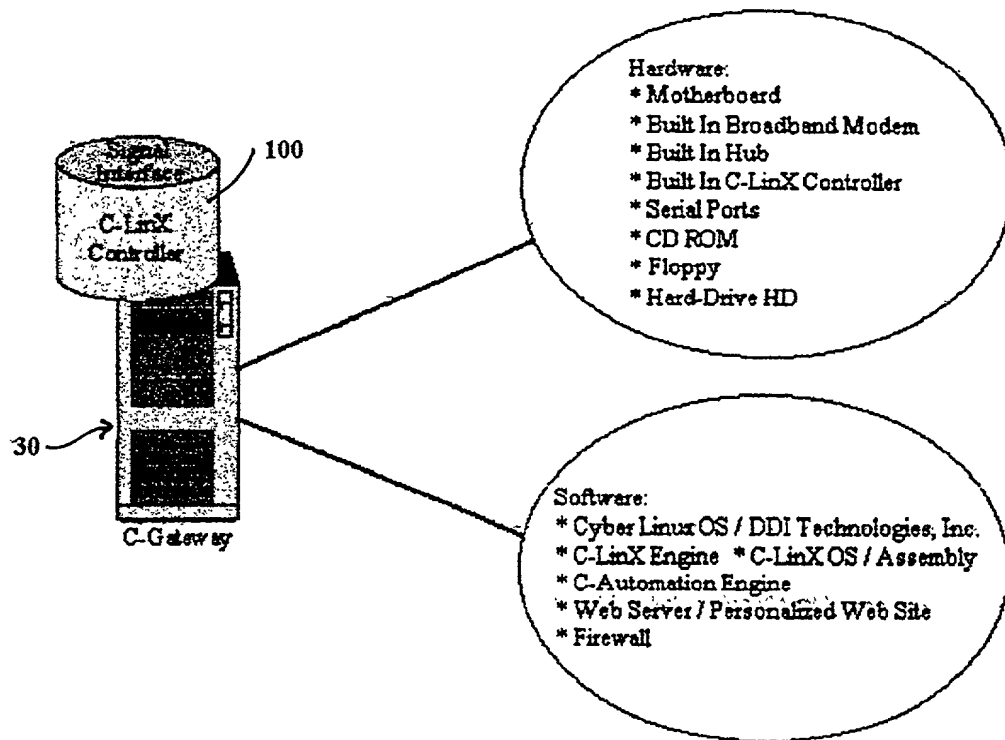 Hardware:
* Motherboard
* Built In Broadband Modem
* Built In Hub
* Built In C-LinX Controller
* Serial Ports
* CD ROM
* Floppy
* Hard-Drive HD
Signal
Interface
100
C-LinX
Controller
30
C-Gateway
Software:
* Cyber Linux OS / DDI Technologies, Inc.
* C-LinX Engine * C-LinX OS / Assembly
* C-Automation Engine
* Web Server / Personalized Web Site
* Firewall